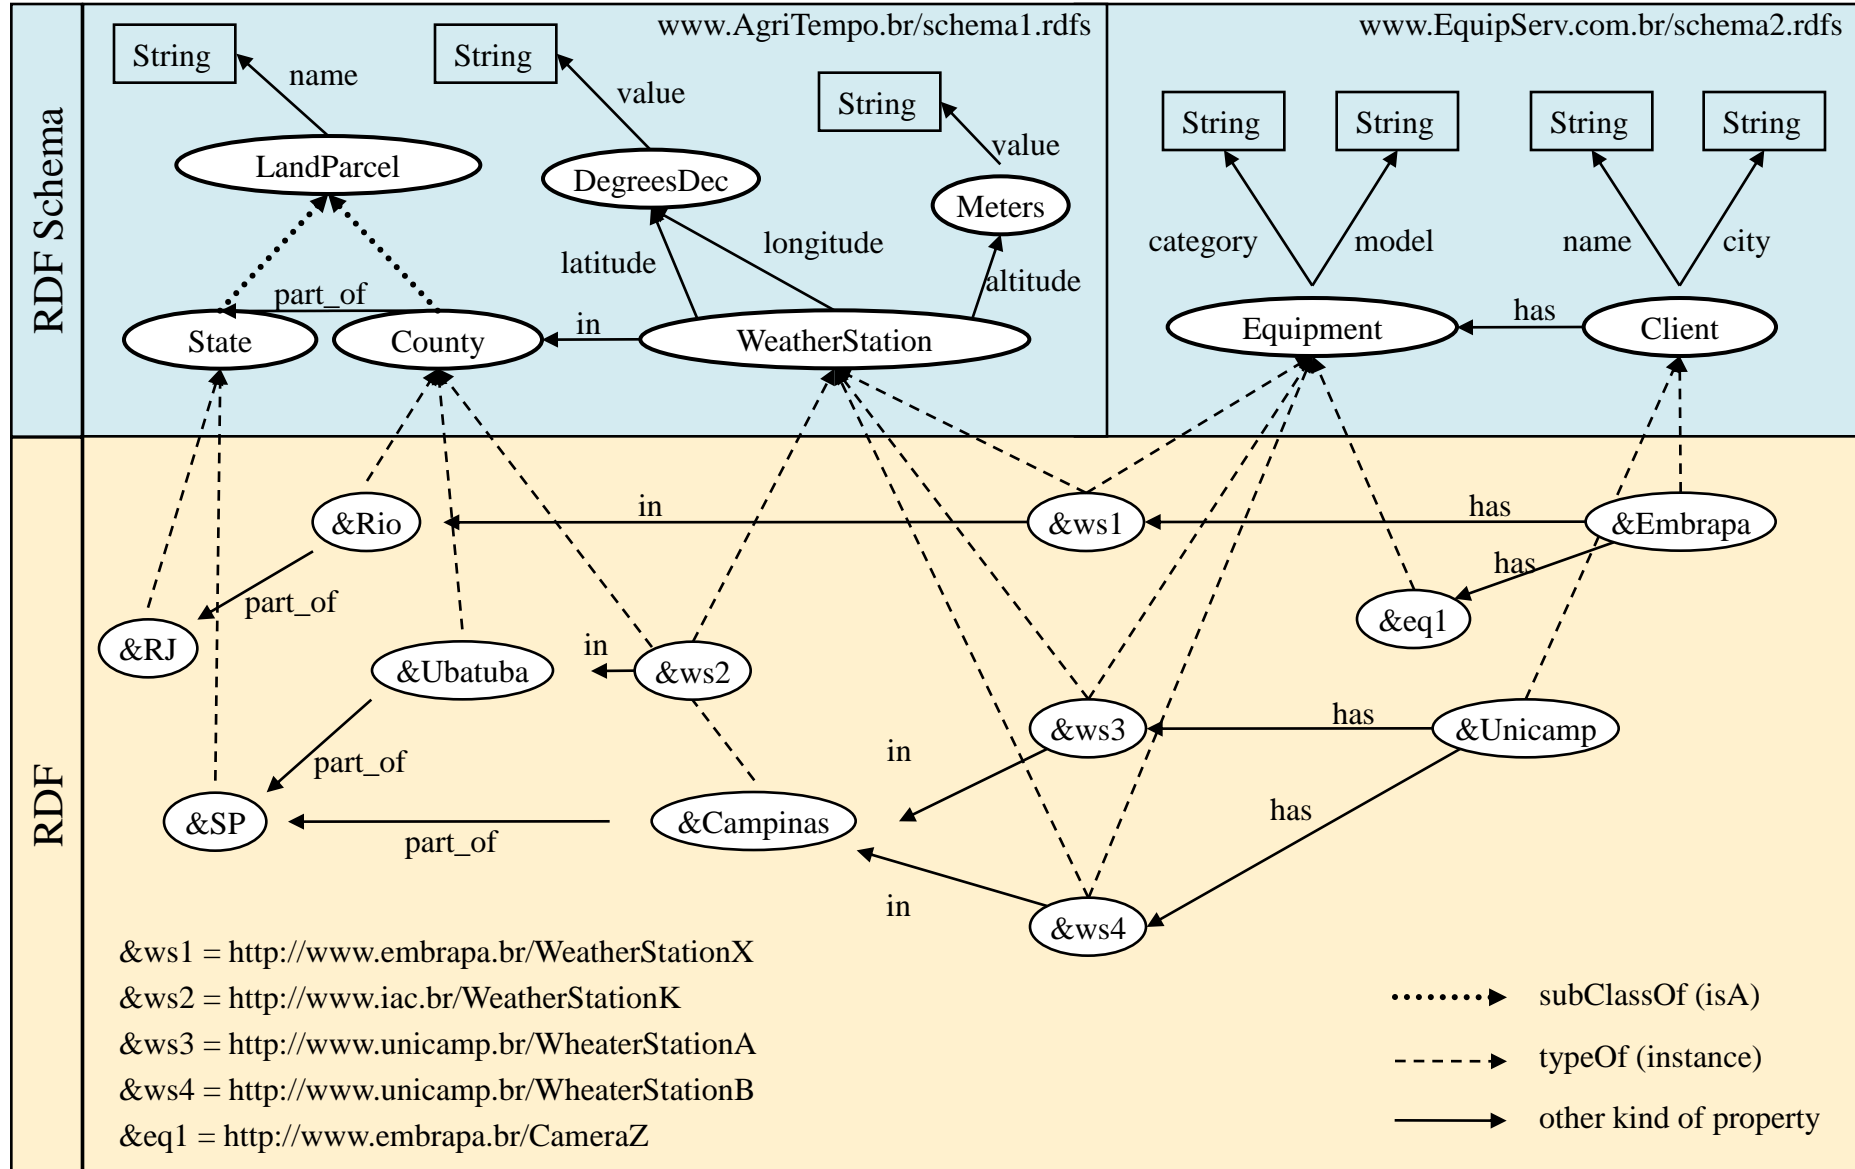 www.AgriTempo.br/schema1.rdfs
www.EquipServ.com.br/schema2.rdfs
RDF Schema
String
String
String
name
value
value
LandParcel
DegreesDec
Meters
latitude
longitude
altitude
part_of
in
State
County
WeatherStation
String
String
String
String
category
model
name
city
Equipment
has
Client
RDF
&Rio
in
&ws1
has
&Embrapa
has
part_of
&eq1
&RJ
&Ubatuba
in
&ws2
&ws3
has
&Unicamp
in
part_of
has
&SP
part_of
&Campinas
in
&ws4
&ws1 = http://www.embrapa.br/WeatherStationX
&ws2 = http://www.iac.br/WeatherStationK
&ws3 = http://www.unicamp.br/WheaterStationA
&ws4 = http://www.unicamp.br/WheaterStationB
&eq1 = http://www.embrapa.br/CameraZ
subClassOf (isA)
typeOf (instance)
other kind of property